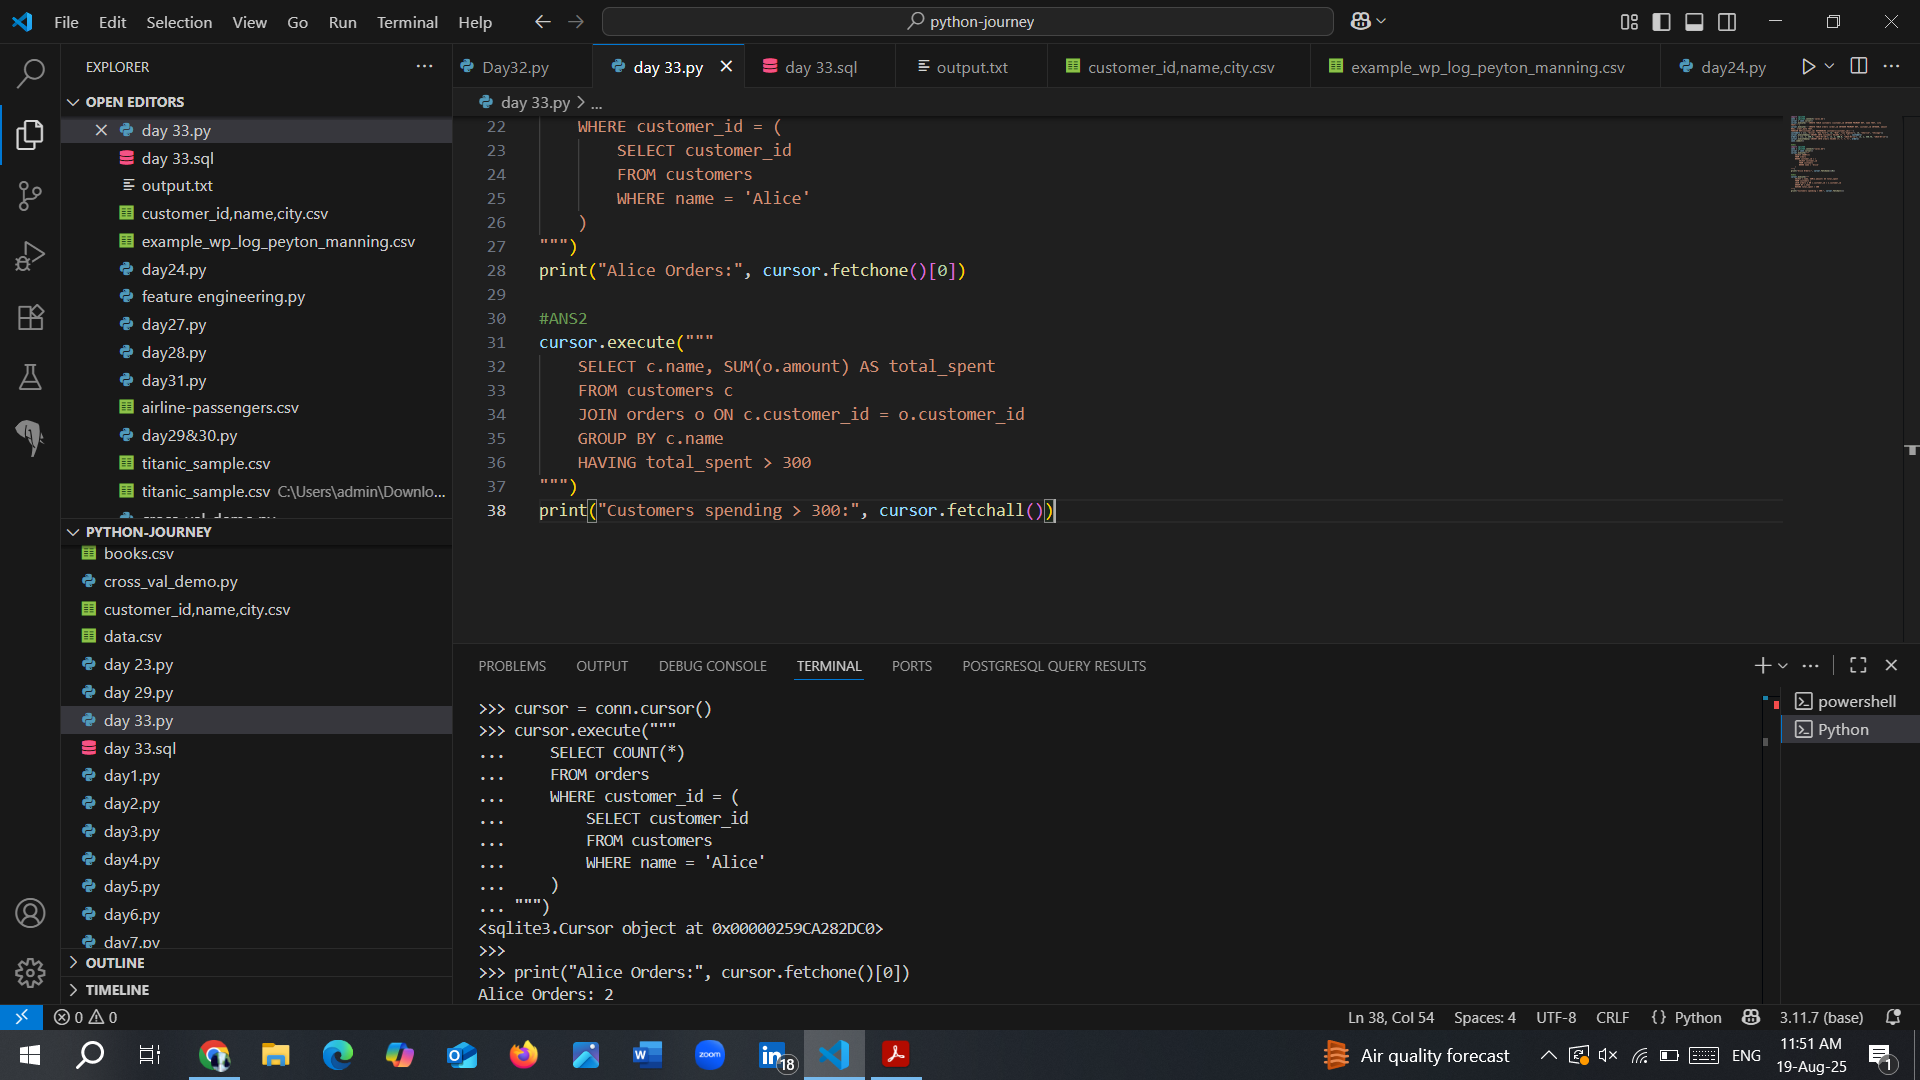 File Edit Selection View Go Run Terminal Help
python-journey
EXPLORER
OPEN EDITORS
day 33.py
day 33.sql
output.txt
customer_id,name,city.csv
example_wp_log_peyton_manning.csv
day24.py
feature engineering.py
day27.py
day28.py
day31.py
airline-passengers.csv
day29&30.py
titanic_sample.csv
titanic_sample.csv C:\Users\admin\Downlo...
PYTHON-JOURNEY
books.csv
cross_val_demo.py
customer_id,name,city.csv
data.csv
day 23.py
day 29.py
day 33.py
day 33.sql
day1.py
day2.py
day3.py
day4.py
day5.py
day6.py
day7.py
OUTLINE
TIMELINE
Day32.py
day 33.py
day 33.sql
output.txt
customer_id,name,city.csv
example_wp_log_peyton_manning.csv
day24.py
day 33.py > ...
22 WHERE customer_id = (
23 SELECT customer_id
24 FROM customers
25 WHERE name = 'Alice'
26 )
27 """)
28 print("Alice Orders:", cursor.fetchone()[0])
29
30 #ANS2
31 cursor.execute("""
32 SELECT c.name, SUM(o.amount) AS total_spent
33 FROM customers c
34 JOIN orders o ON c.customer_id = o.customer_id
35 GROUP BY c.name
36 HAVING total_spent > 300
37 """)
38 print("Customers spending > 300:", cursor.fetchall())
PROBLEMS OUTPUT DEBUG CONSOLE TERMINAL PORTS POSTGRESQL QUERY RESULTS
>>> cursor = conn.cursor()
>>> cursor.execute("""
... SELECT COUNT(*)
... FROM orders
... WHERE customer_id = (
... SELECT customer_id
... FROM customers
... WHERE name = 'Alice'
... )
... """)
<sqlite3.Cursor object at 0x00000259CA282DC0>
>>>
>>> print("Alice Orders:", cursor.fetchone()[0])
Alice Orders: 2
powershell
Python
0 0
Ln 38, Col 54 Spaces: 4 UTF-8 CRLF {} Python 3.11.7 (base)
zoom
18
Air quality forecast
ENG
11:51 AM
19-Aug-25
1